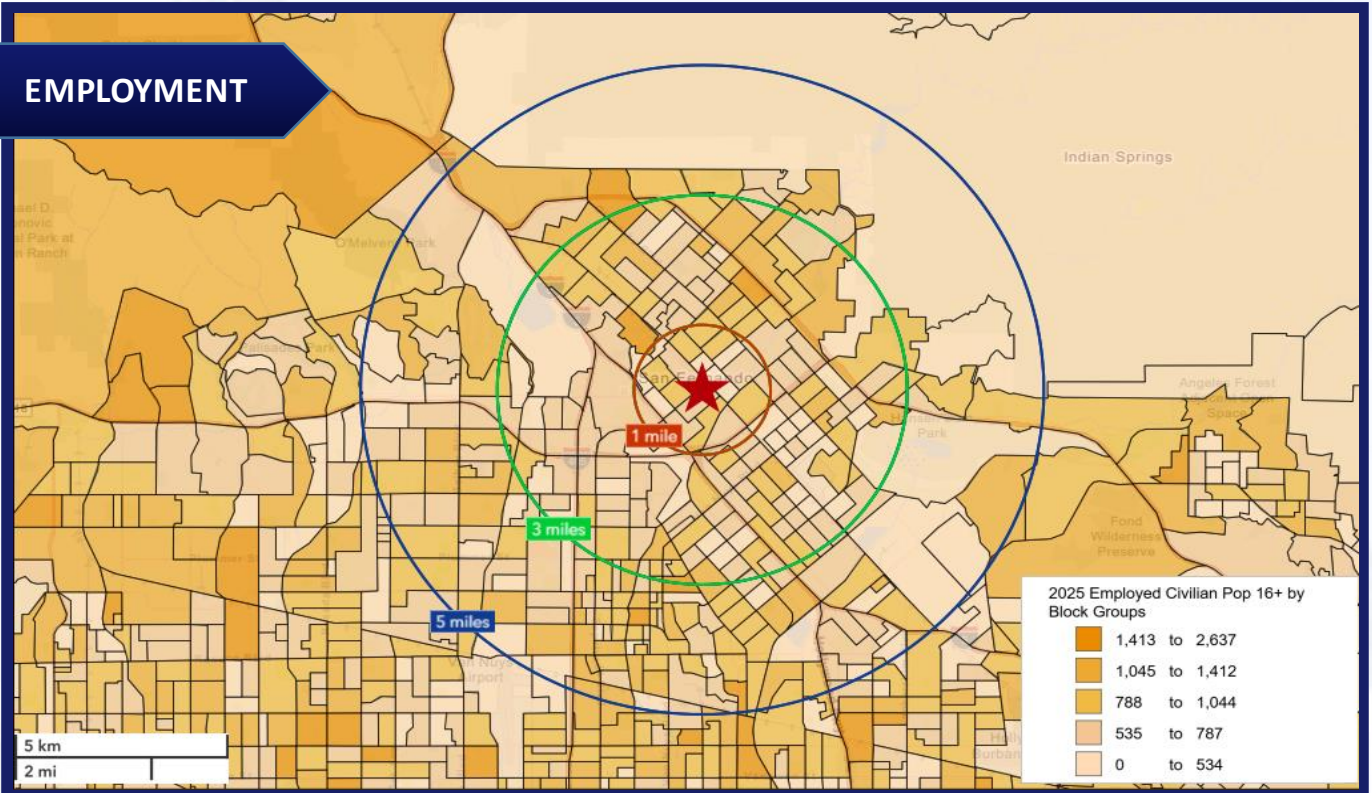 EMPLOYMENT
Indian Springs
O'Melveny Park
Palisades Park
San Fernando
1 mile
Park
Angeles Forest
Space
3 miles
Fond
Wilderness
Preserve
5 miles
Van Nuys
Airport
2025 Employed Civilian Pop 16+ by
Block Groups
1,413 to 2,637
1,045 to 1,412
788 to 1,044
535 to 787
0 to 534
5 km
2 mi